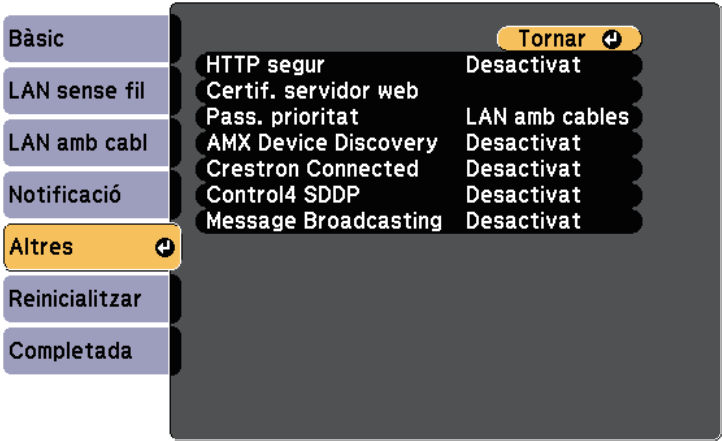 Bàsic
LAN sense fil
LAN amb cabl
Notificació
Altres
Reinicialitzar
Completada
Tornar
HTTP segur Desactivat
Certif. servidor web
Pass. prioritat LAN amb cables
AMX Device Discovery Desactivat
Crestron Connected Desactivat
Control4 SDDP Desactivat
Message Broadcasting Desactivat